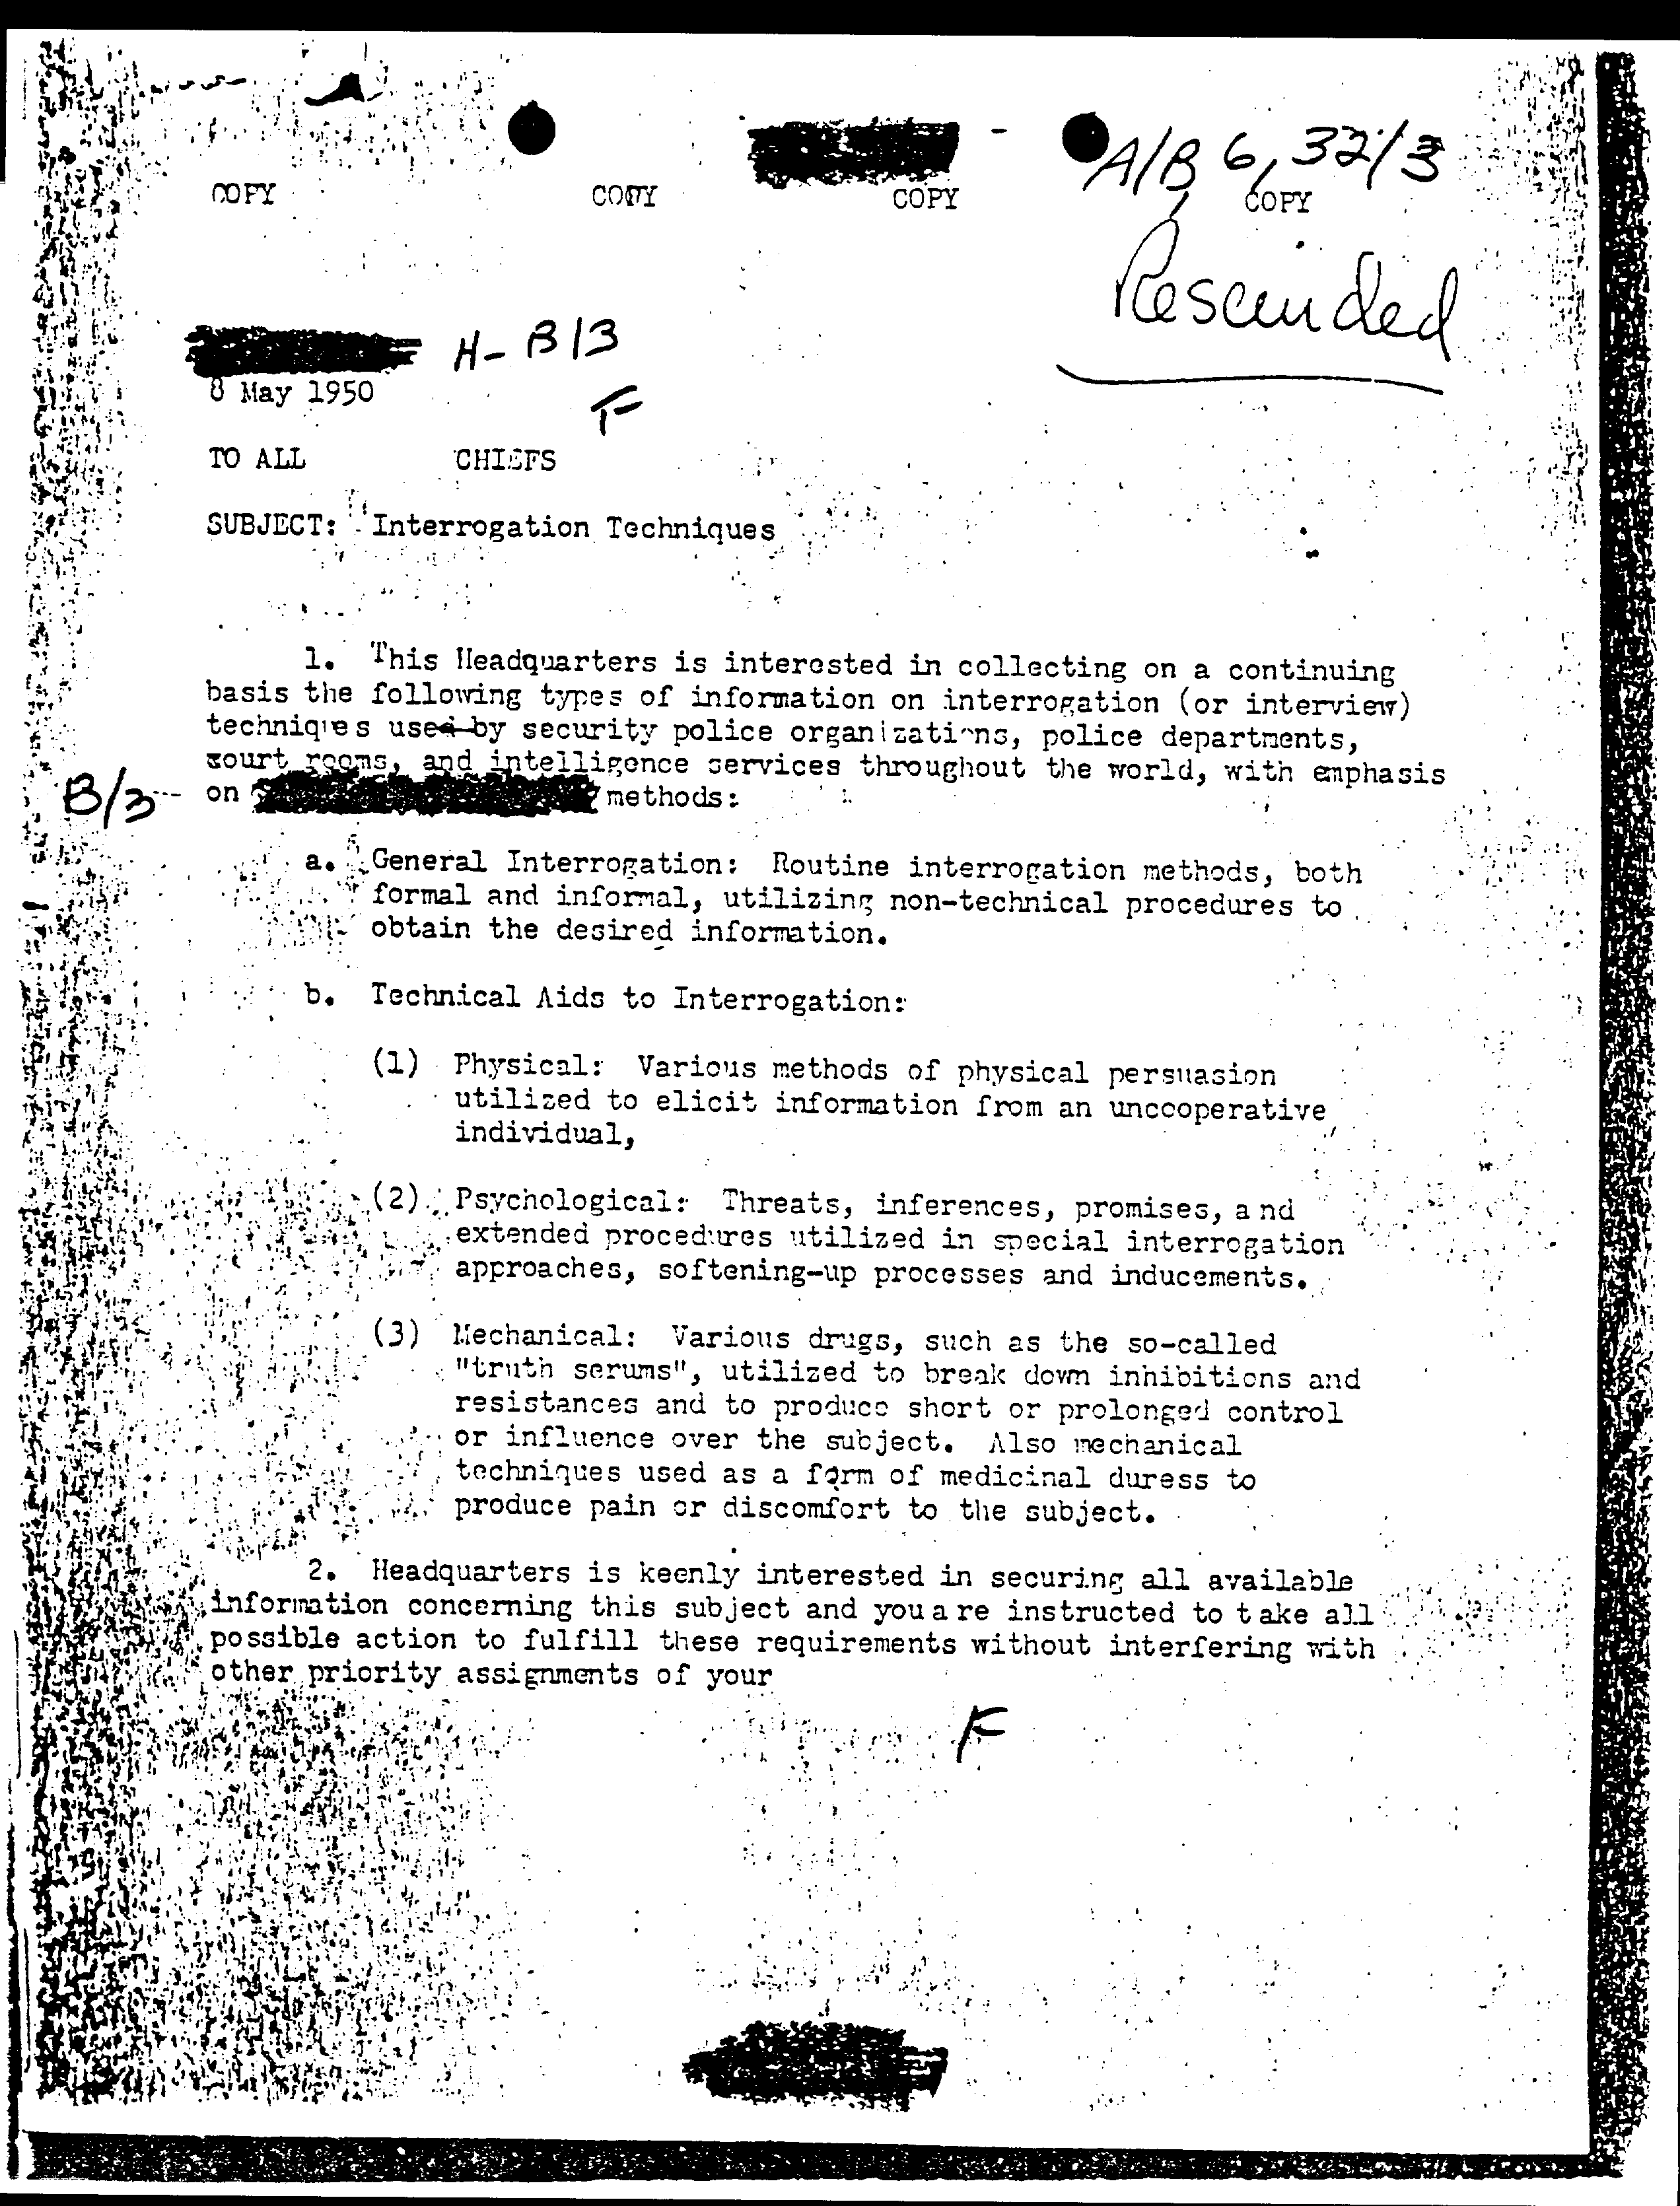 A/B, 6, 32/3
COPY COPY COPY COPY
Rescinded
H-B/3
8 May 1950
F
TO ALL CHIEFS
SUBJECT: Interrogation Techniques
1. This Headquarters is interested in collecting on a continuing
basis the following types of information on interrogation (or interview)
techniques used by security police organizations, police departments,
court rooms, and intelligence services throughout the world, with emphasis
B/3 on methods:
a. General Interrogation: Routine interrogation methods, both
formal and informal, utilizing non-technical procedures to
obtain the desired information.
b. Technical Aids to Interrogation:
(1) Physical: Various methods of physical persuasion
utilized to elicit information from an uncooperative
individual,
(2) Psychological: Threats, inferences, promises, and
extended procedures utilized in special interrogation
approaches, softening-up processes and inducements.
(3) Mechanical: Various drugs, such as the so-called
"truth serums", utilized to break down inhibitions and
resistances and to produce short or prolonged control
or influence over the subject. Also mechanical
techniques used as a form of medicinal duress to
produce pain or discomfort to the subject.
2. Headquarters is keenly interested in securing all available
information concerning this subject and you are instructed to take all
possible action to fulfill these requirements without interfering with
other priority assignments of your
F